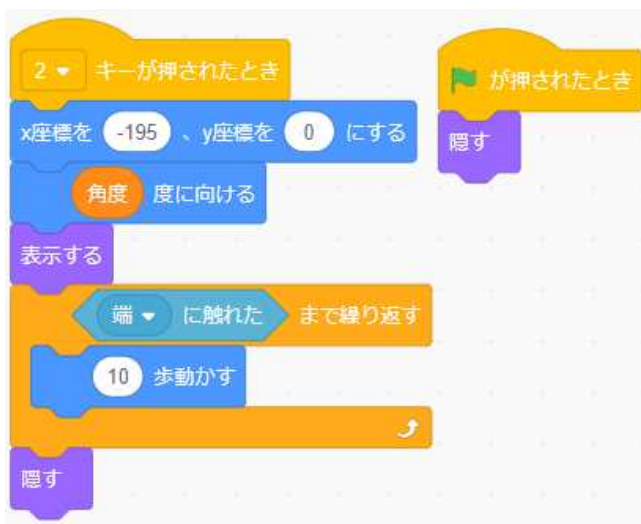 2 キーが押されたとき
x座標を -195 、y座標を 0 にする
角度 度に向ける
表示する
端 に触れた まで繰り返す
10 歩動かす
隠す
が押されたとき
隠す